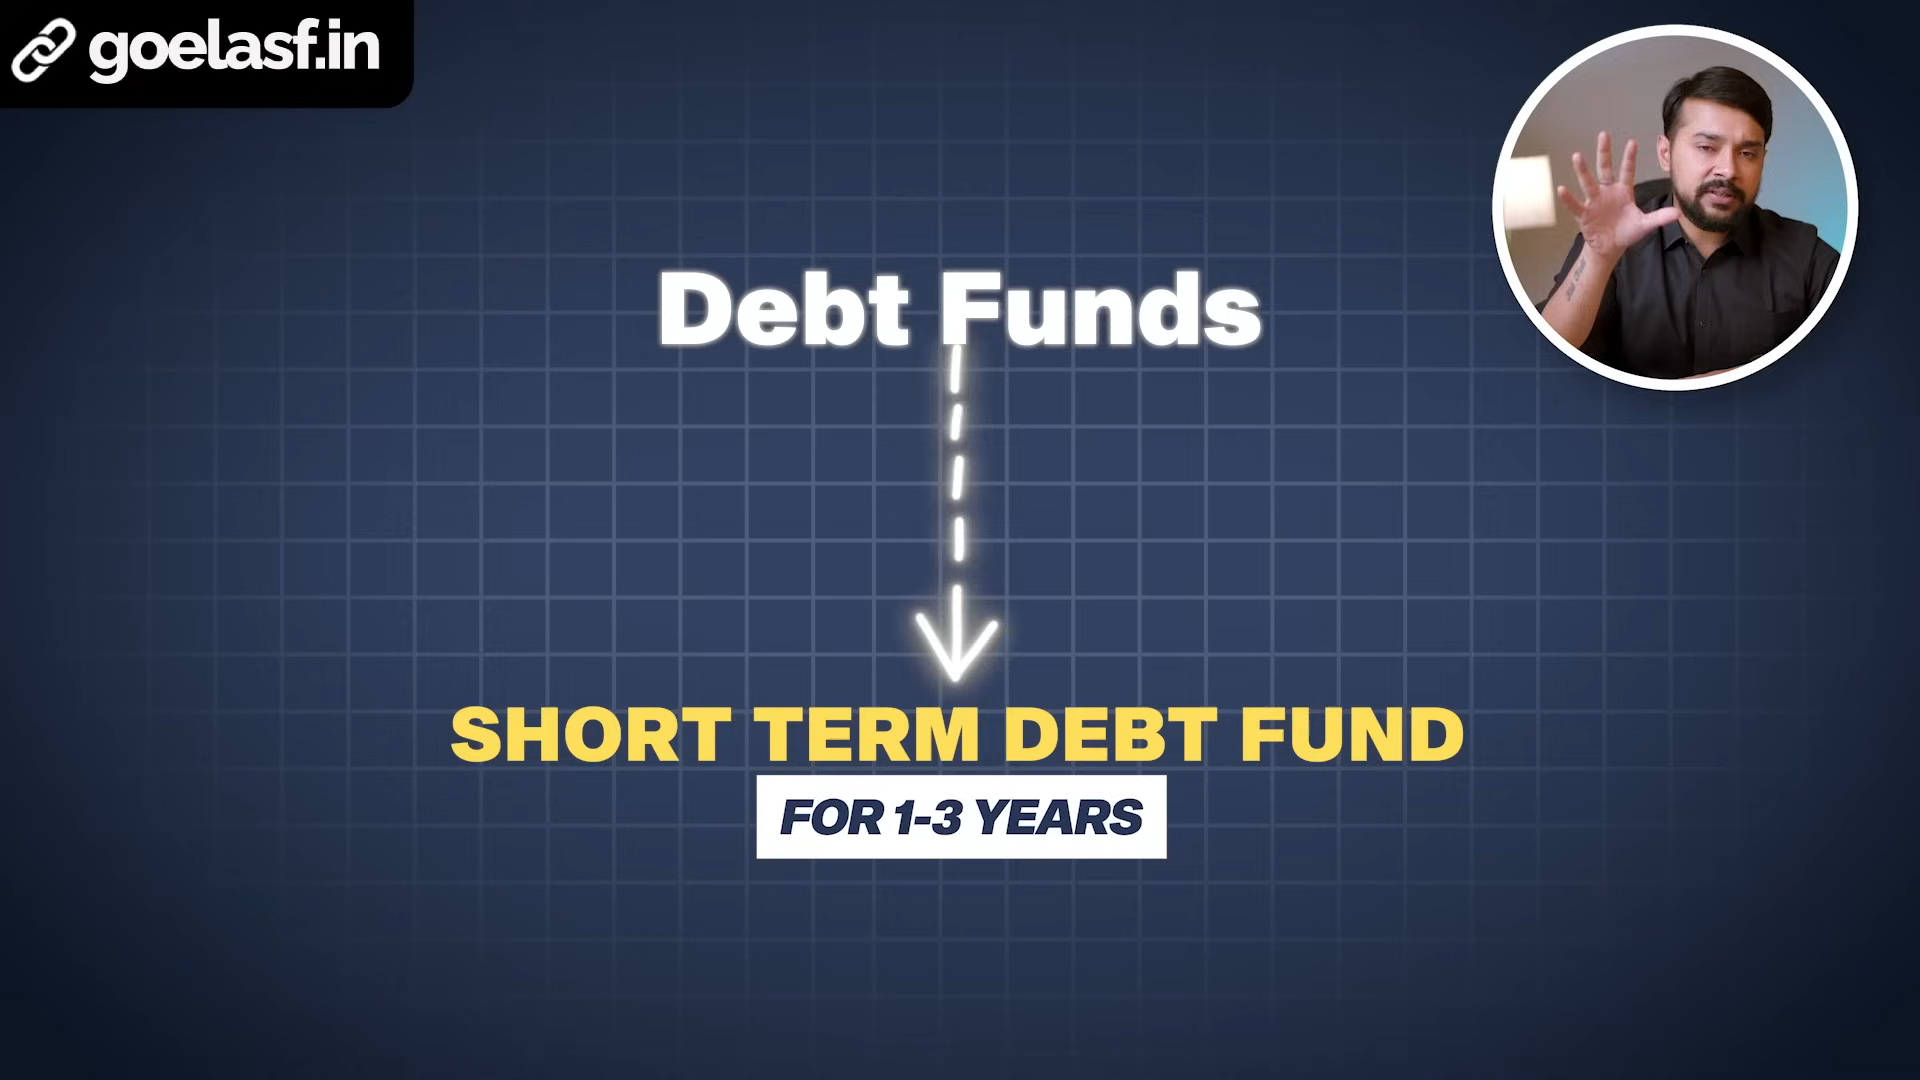 goelasf.in
Debt Funds
SHORT TERM DEBT FUND
FOR 1-3 YEARS